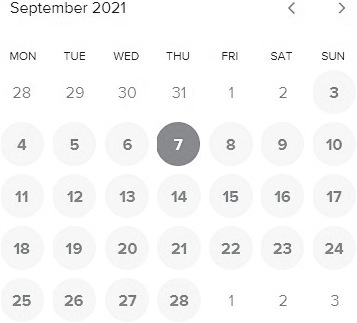 September 2021 < >
MON TUE WED THU FRI SAT SUN
28 29 30 31 1 2 3
4 5 6 7 8 9 10
11 12 13 14 15 16 17
18 19 20 21 22 23 24
25 26 27 28 1 2 3